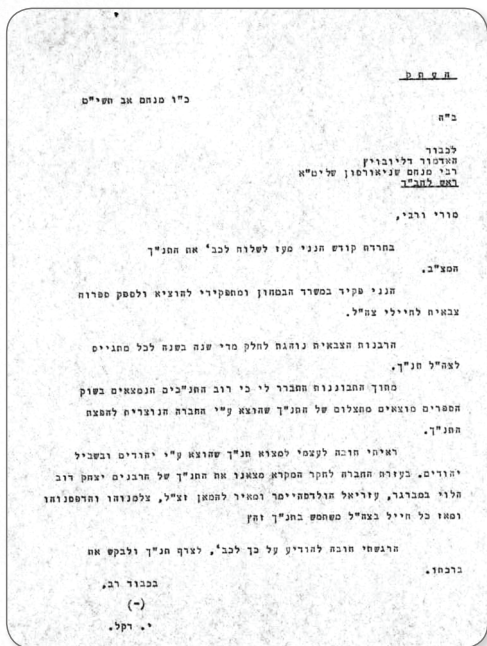 העתק
כ"ו מנחם אב תשי"ט
ב"ה
לכבוד
האדמור דליובויץ
רבי מנחם שניאורסון שליט"א
ראש לחב"ד
מורי ורבי,
בחרדת קודש הנני מעז לשלוח לכב' את התנ"ך
המצ"ב.
הנני פקיד במשרד הבטחון ומתפקידי להוציא ולספק ספרות
צבאית לחיילי צה"ל.
הרבנות הצבאית נוהגת לחלק מדי שנה בשנה לכל מתגייס
לצה"ל תנ"ך.
מתוך התבוננות התברר לי כי רוב התנ"כים הנמצאים בשוק
הספרים מוצאים מתצלום של התנ"ך שהוצא ע"י החברה הנוצרית להפצת
התנ"ך.
ראיתי חובה לעצמי למצוא תנ"ך שהוצא ע"י יהודים ובשביל
יהודים. בעזרת החברה לחקר המקרא מצאנו את התנ"ך של הרבנים יצחק דוב
הלוי במברגר, עזריאל הולדסהיימר ומאיר להמאן זצ"ל, צלמנוהו והדפסנוהו
ומאז כל חייל בצה"ל משתמש בתנ"ך זה
הרגשתי חובה להודיע על כך לכב', לצרף תנ"ך ולבקש את
ברכתו.
בכבוד רב,
(-)
י. דקל.